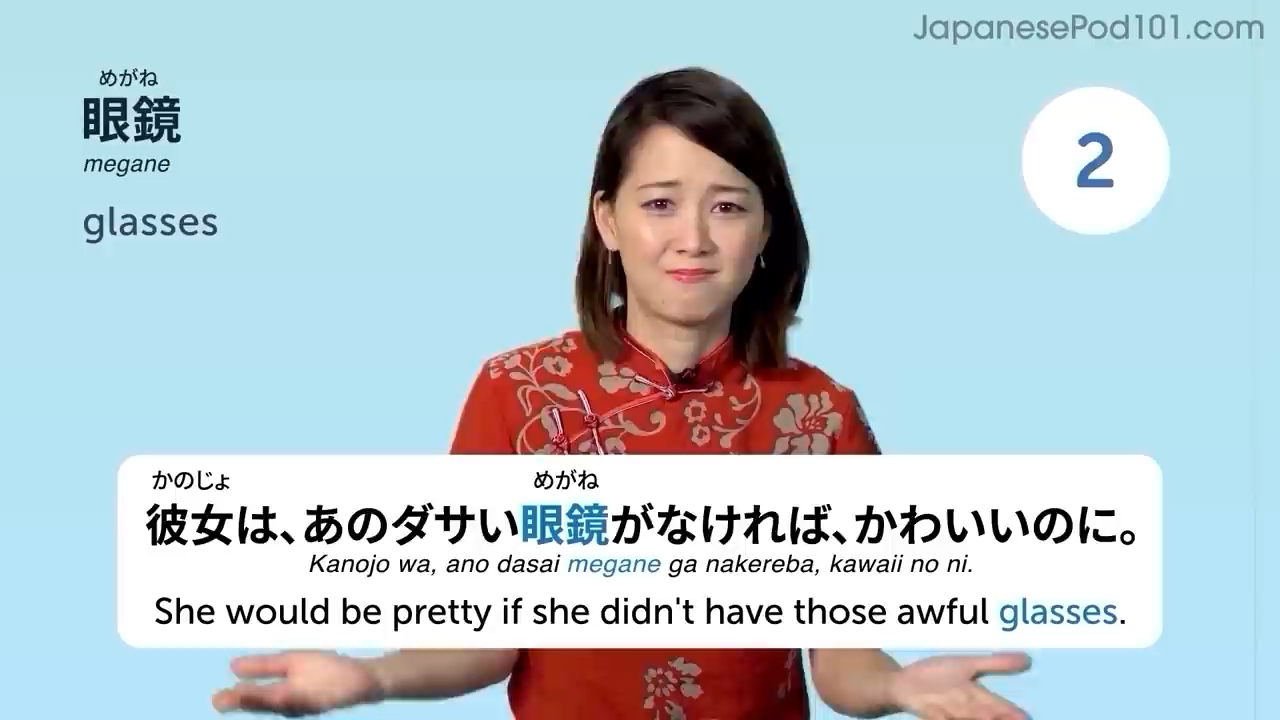 JapanesePod101.com
めがね
眼鏡
megane
glasses
2
かのじょ めがね
彼女は、あのダサい眼鏡がなければ、かわいいのに。
Kanojo wa, ano dasai megane ga nakereba, kawaii no ni.
She would be pretty if she didn't have those awful glasses.